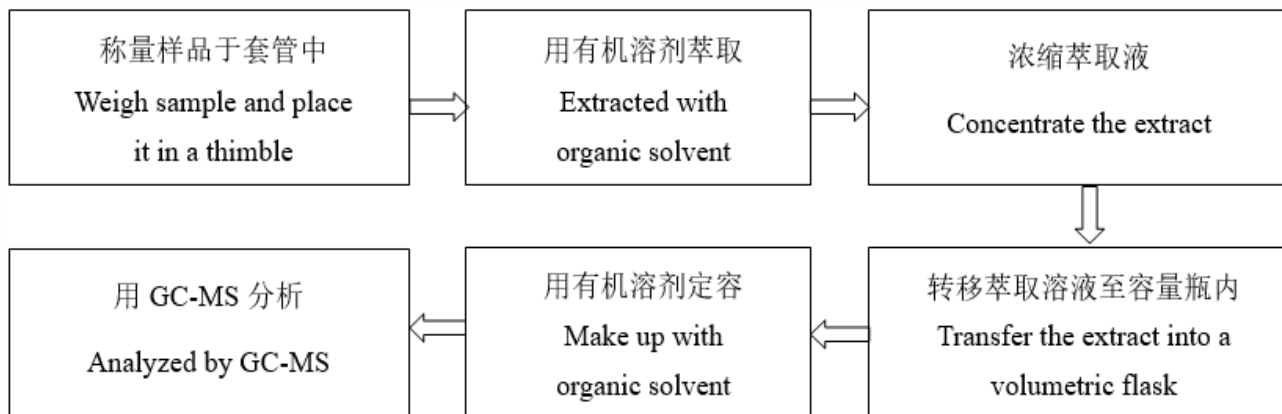 称量样品于套管中
Weigh sample and place
it in a thimble
用有机溶剂萃取
Extracted with
organic solvent
浓缩萃取液
Concentrate the extract
转移萃取溶液至容量瓶内
Transfer the extract into a
volumetric flask
用有机溶剂定容
Make up with
organic solvent
用 GC-MS 分析
Analyzed by GC-MS